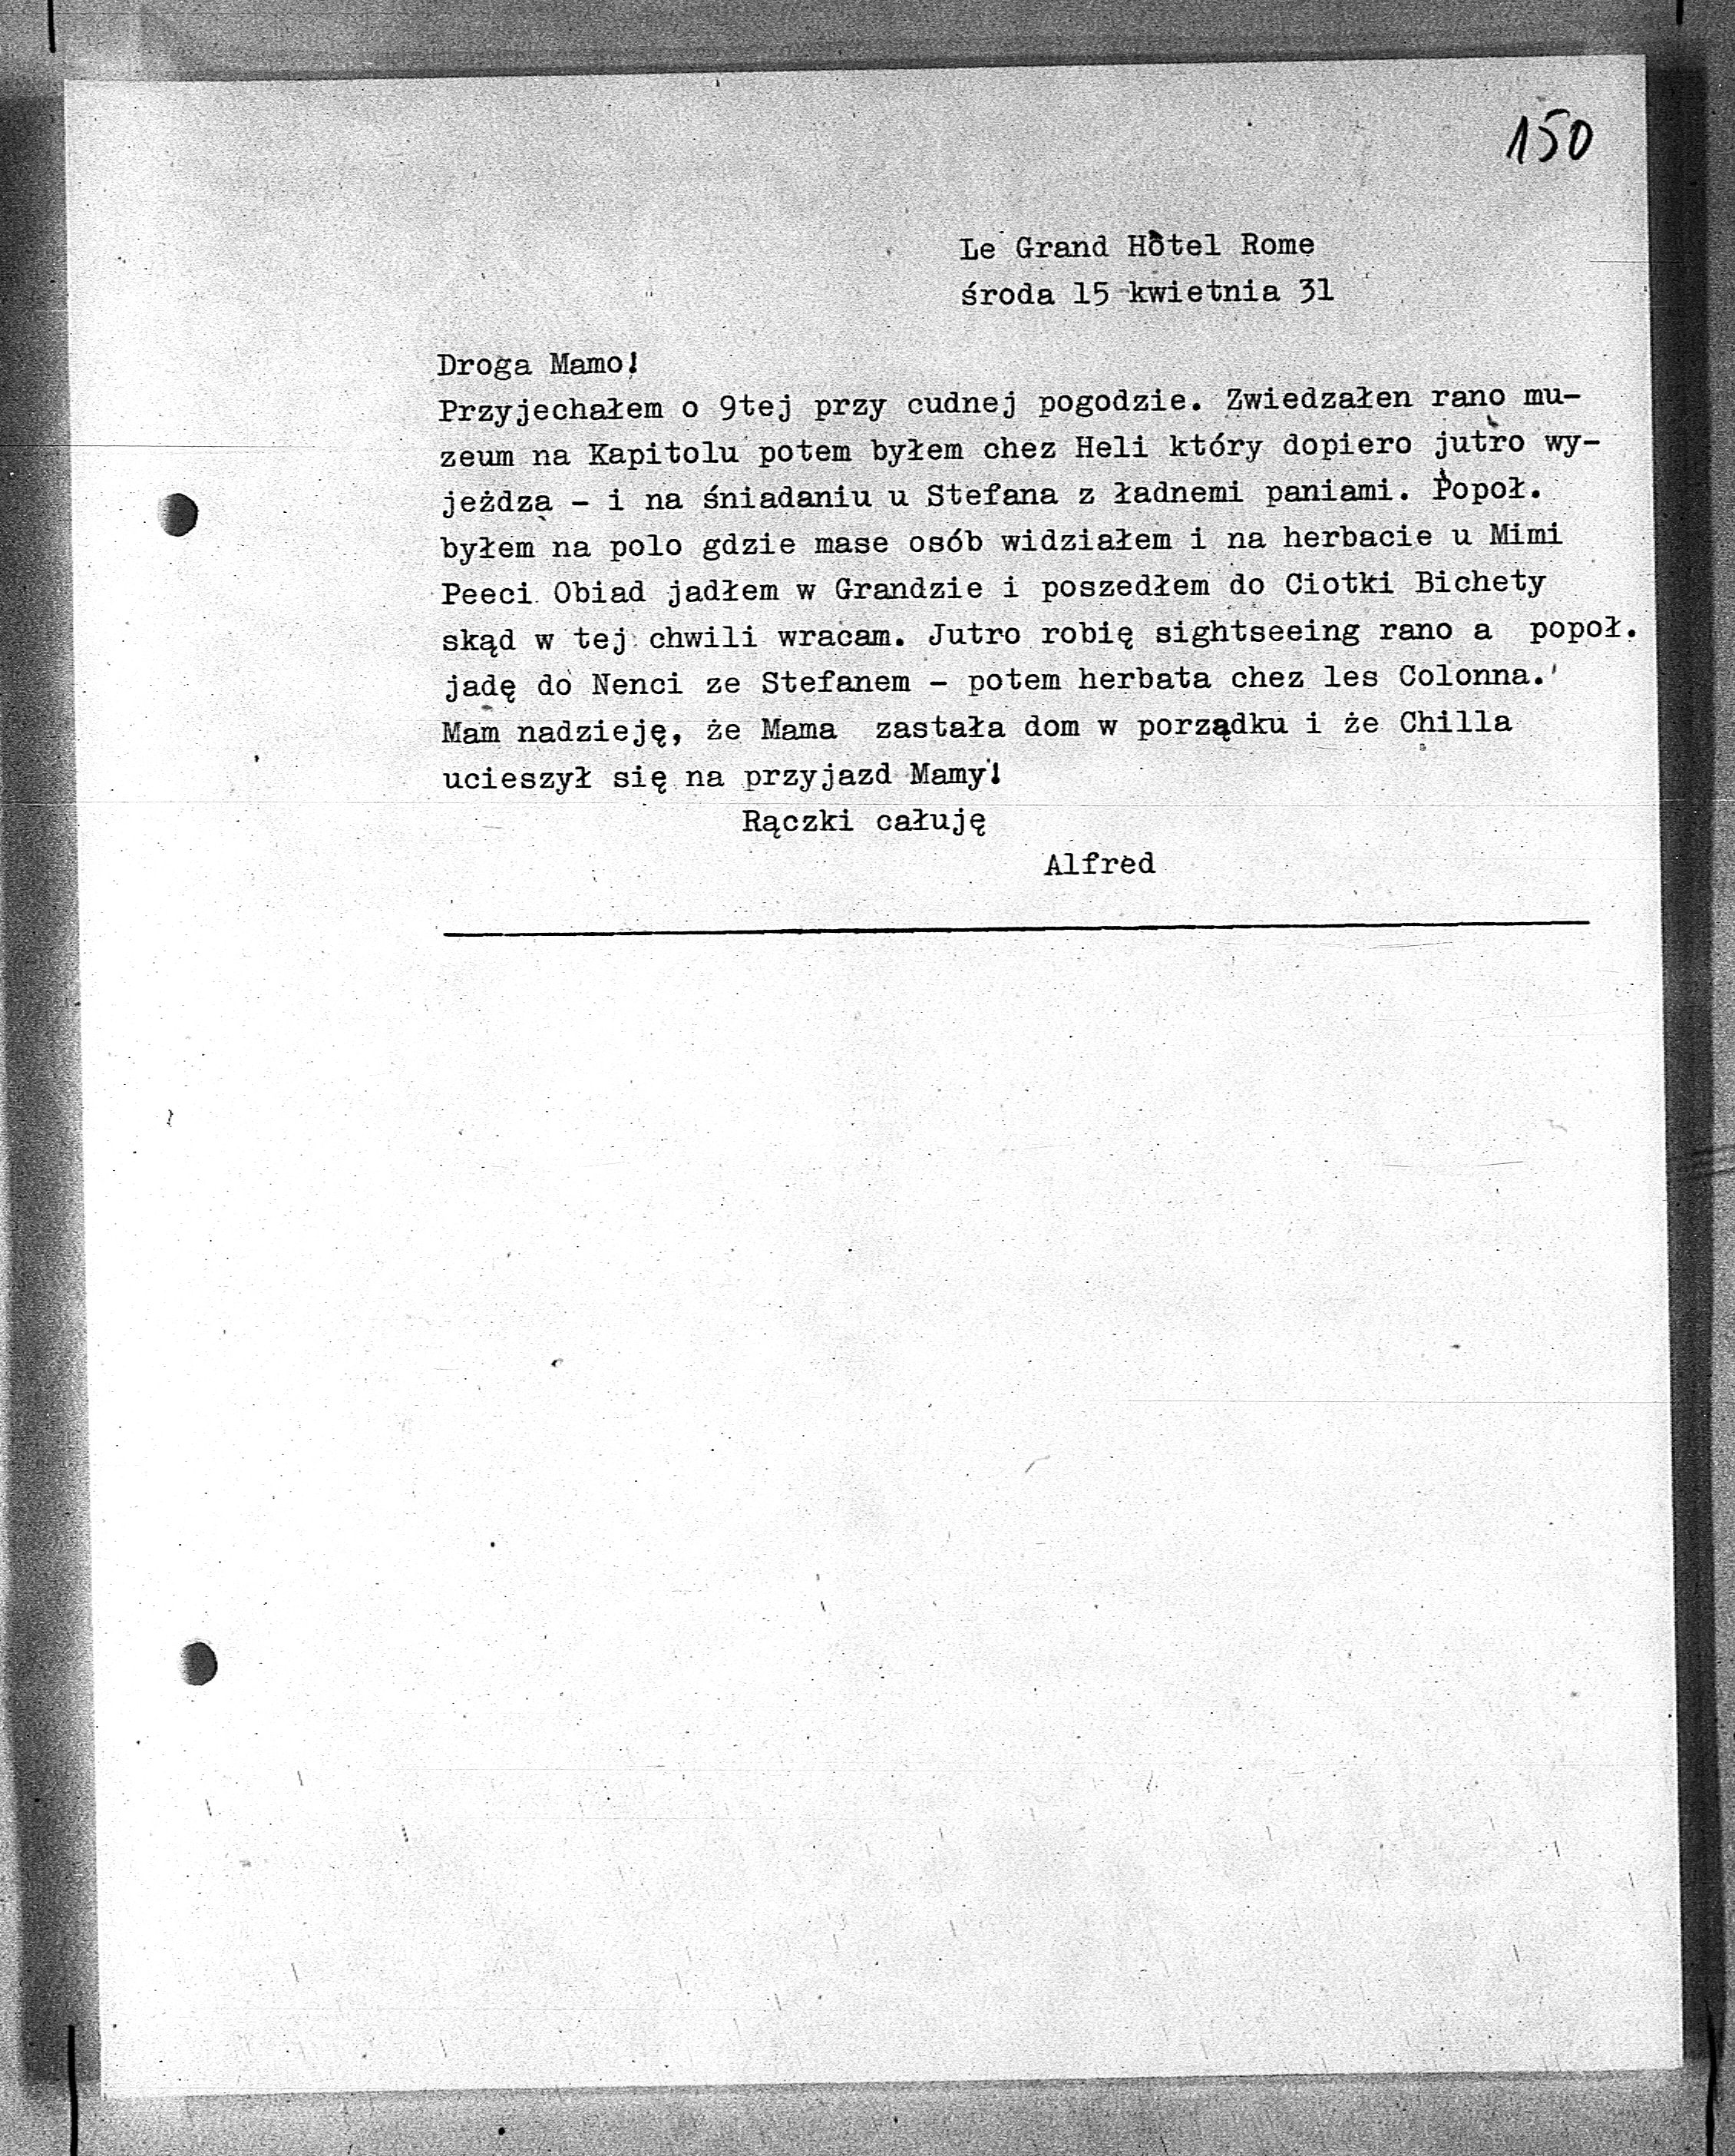 150
Le Grand Hôtel Rome
środa 15 kwietnia 31
Droga Mamo!
Przyjechałem o 9tej przy cudnej pogodzie. Zwiedzałen rano mu-
zeum na Kapitolu potem byłem chez Heli który dopiero jutro wy-
jeżdza - i na śniadaniu u Stefana z ładnemi paniami. Popoł.
byłem na polo gdzie mase osób widziałem i na herbacie u Mimi
Peeci Obiad jadłem w Grandzie i poszedłem do Ciotki Bichety
skąd w tej chwili wracam. Jutro robię sightseeing rano a popoł.
jadę do Nenci ze Stefanem - potem herbata chez les Colonna.
Mam nadzieję, że Mama zastała dom w porządku i że Chilla
ucieszył się na przyjazd Mamy!
Rączki całuję
Alfred